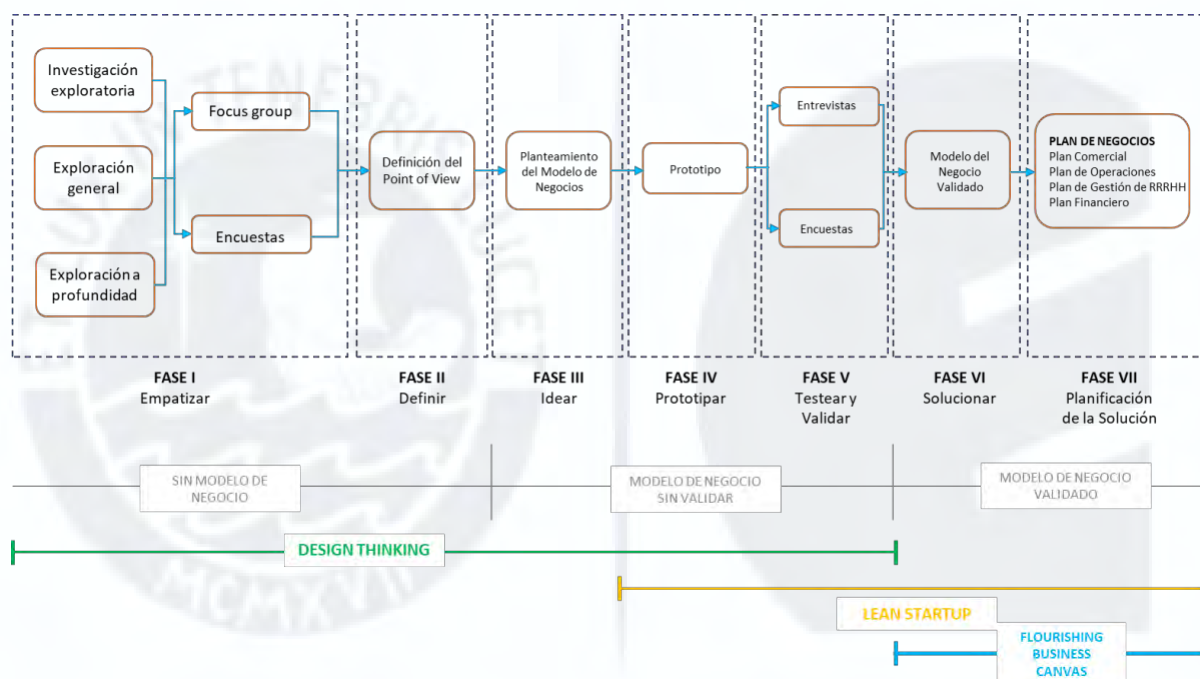 Investigación
exploratoria
Exploración
general
Exploración a
profundidad
Focus group
Encuestas
Definición del
Point of View
Planteamiento
del Modelo de
Negocios
Prototipo
Entrevistas
Encuestas
Modelo del
Negocio
Validado
PLAN DE NEGOCIOS
Plan Comercial
Plan de Operaciones
Plan de Gestión de RRRHH
Plan Financiero
FASE I
Empatizar
FASE II
Definir
FASE III
Idear
FASE IV
Prototipar
FASE V
Testear y
Validar
FASE VI
Solucionar
FASE VII
Planificación
de la Solución
SIN MODELO DE
NEGOCIO
MODELO DE NEGOCIO
SIN VALIDAR
MODELO DE NEGOCIO
VALIDADO
DESIGN THINKING
LEAN STARTUP
FLOURISHING
BUSINESS
CANVAS